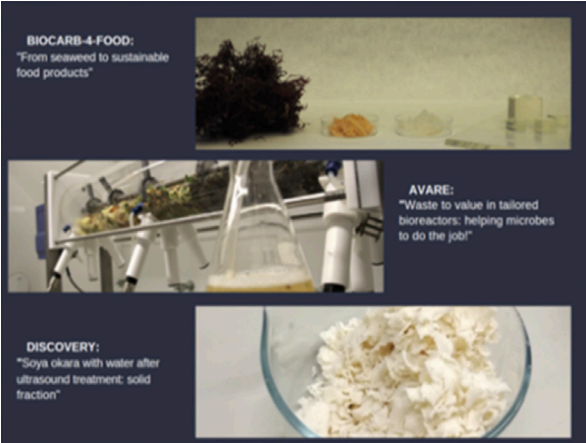 BIOCARB-4-FOOD:
"From seaweed to sustainable
food products"
AVARE:
"Waste to value in tailored
bioreactors: helping microbes
to do the job!"
DISCOVERY:
"Soya okara with water after
ultrasound treatment: solid
fraction"